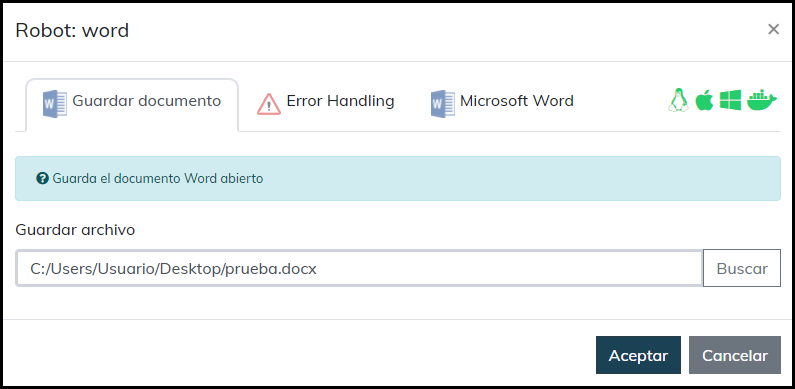 Robot: word
×
Guardar documento
Error Handling
Microsoft Word
Guarda el documento Word abierto
Guardar archivo
C:/Users/Usuario/Desktop/prueba.docx
Buscar
Aceptar
Cancelar